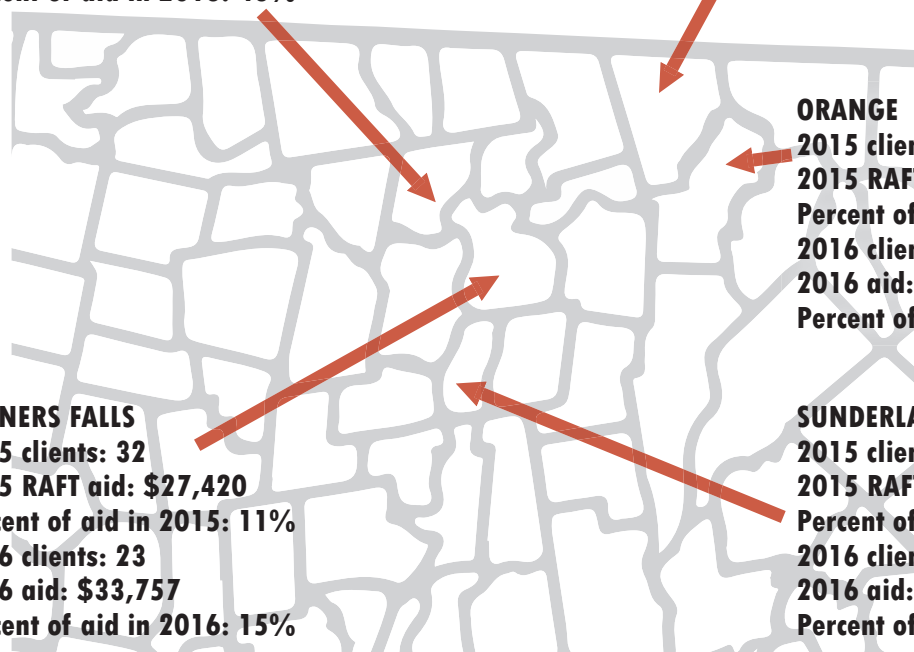 ORANGE
2015 clien
2015 RAF
Percent of
2016 clien
2016 aid:
Percent of
NERS FALLS
5 clients: 32
5 RAFT aid: $27,420
cent of aid in 2015: 11%
6 clients: 23
6 aid: $33,757
cent of aid in 2016: 15%
SUNDERLA
2015 clien
2015 RAFT
Percent of
2016 clien
2016 aid:
Percent of